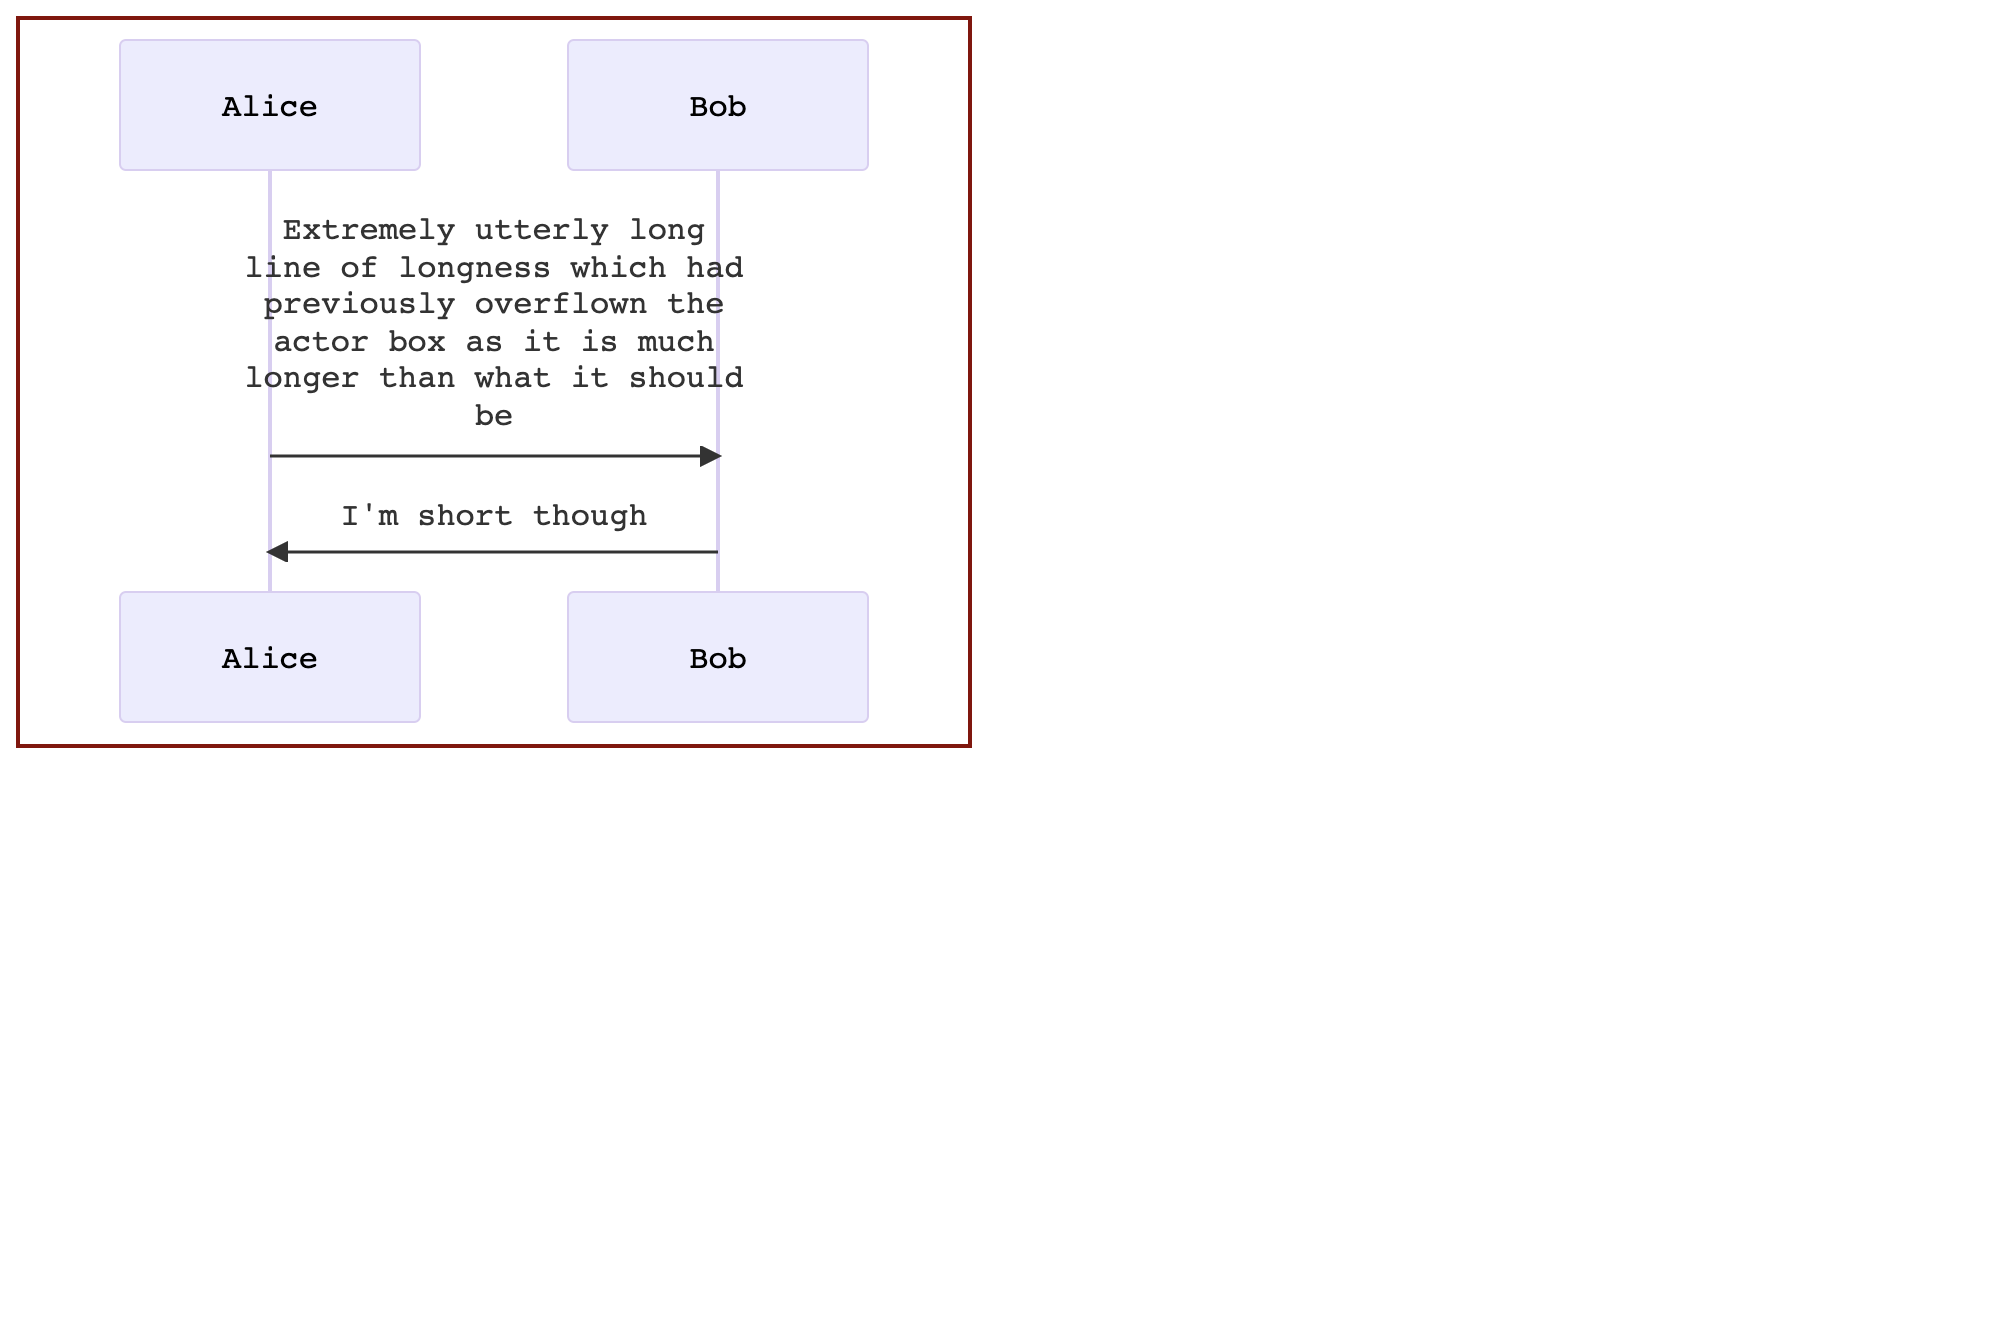 Alice
Bob
Extremely utterly long
line of longness which had
previously overflown the
actor box as it is much
longer than what it should
be
I'm short though
Alice
Bob